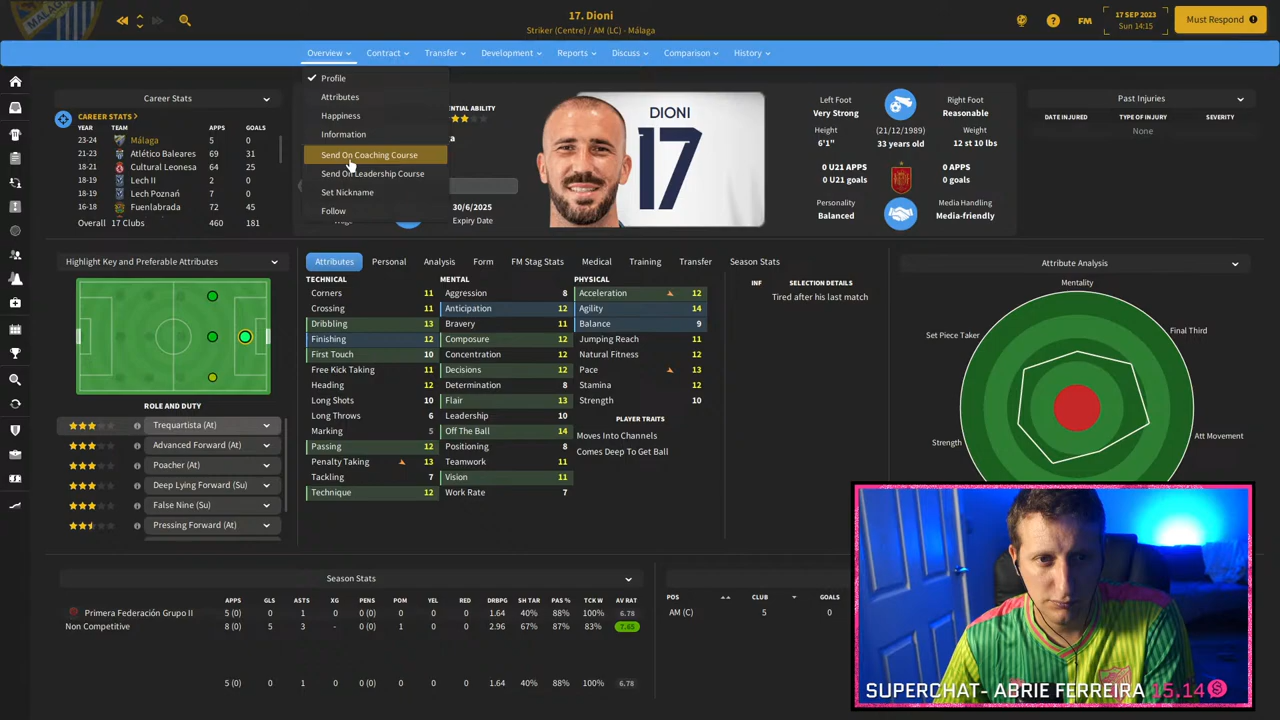 17. Dioni
Striker (Centre) / AM (LC) - Málaga
? FM
17 SEP 2023
Sun 14:15
Must Respond
Overview
Contract
Transfer
Development
Reports
Discuss
Comparison
History
Profile
Attributes
Happiness
Information
Send On Coaching Course
Send On Leadership Course
Set Nickname
Follow
Career Stats
CAREER STATS >
YEAR TEAM APPS GOALS
23-24 Málaga 5 0
21-23 Atlético Baleares 69 31
18-21 Cultural Leonesa 64 25
18-19 Lech II 2 0
18-19 Lech Poznań 7 0
16-18 Fuenlabrada 72 45
Overall 17 Clubs 460 181
ENTIAL ABILITY
30/6/2025
Expiry Date
DIONI
17
Left Foot
Very Strong
Right Foot
Reasonable
Height
6'1"
(21/12/1989)
33 years old
Weight
12 st 10 lbs
0 U21 APPS
0 U21 goals
0 APPS
0 goals
Personality
Balanced
Media Handling
Media-friendly
Past Injuries
DATE INJURED TYPE OF INJURY SEVERITY
None
Highlight Key and Preferable Attributes
ROLE AND DUTY
Trequartista (At)
Advanced Forward (At)
Poacher (At)
Deep Lying Forward (Su)
False Nine (Su)
Pressing Forward (At)
Attributes Personal Analysis Form FM Stag Stats Medical Training Transfer Season Stats
TECHNICAL
Corners 11
Crossing 11
Dribbling 13
Finishing 12
First Touch 10
Free Kick Taking 11
Heading 12
Long Shots 10
Long Throws 6
Marking 5
Passing 12
Penalty Taking 13
Tackling 7
Technique 12
MENTAL
Aggression 8
Anticipation 12
Bravery 11
Composure 12
Concentration 12
Decisions 12
Determination 8
Flair 13
Leadership 10
Off The Ball 14
Positioning 8
Teamwork 11
Vision 11
Work Rate 7
PHYSICAL
Acceleration 12
Agility 14
Balance 9
Jumping Reach 11
Natural Fitness 12
Pace 13
Stamina 12
Strength 10
PLAYER TRAITS
Moves Into Channels
Comes Deep To Get Ball
INF SELECTION DETAILS
Tired after his last match
Attribute Analysis
Mentality
Set Piece Taker
Final Third
Strength
Att Movement
Season Stats
APPS GLS ASTS XG PENS POM YEL RED DRBPG SH TAR PAS % TCK W AV RAT
Primera Federación Grupo II 5 (0) 0 1 0 0 (0) 0 0 0 1.64 40% 88% 100% 6.78
Non Competitive 8 (0) 5 3 - 0 (0) 1 0 0 2.96 67% 87% 83% 7.65
5 (0) 0 1 0 0 (0) 0 0 0 1.64 40% 88% 100% 6.78
POS CLUB GOALS
AM (C) 5 0
SUPERCHAT- ABRIE FERREIRA 15.14 $